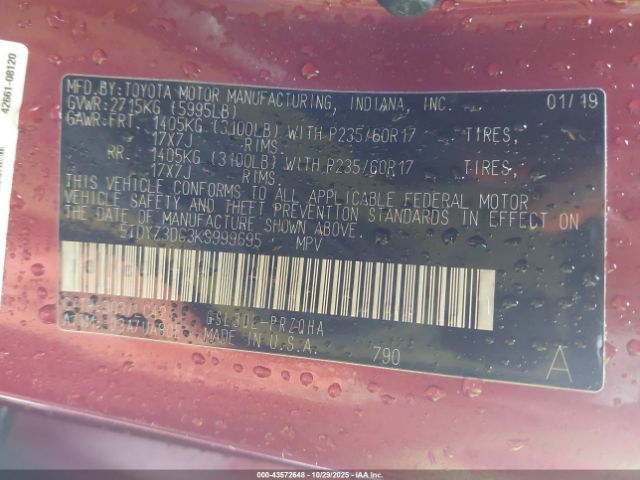 42661-08120
MFD.BY:TOYOTA MOTOR MANUFACTURING, INDIANA, INC. 01/19
GVWR:2715KG (5995LB)
GAWR:FRT. 1405KG (3100LB) WITH P235/60R17 TIRES,
17X7J RIMS.
RR. 1405KG (3100LB) WITH P235/60R17 TIRES,
17X7J RIMS.
THIS VEHICLE CONFORMS TO ALL APPLICABLE FEDERAL MOTOR
VEHICLE SAFETY AND THEFT PREVENTION STANDARDS IN EFFECT ON
THE DATE OF MANUFACTURE SHOWN ABOVE.
5TDYZ3DC3KS999695 MPV
GSL30L-PRZQHA
MADE IN U.S.A.
790 A
000-43572648 - 10/29/2025 - IAAI.COM